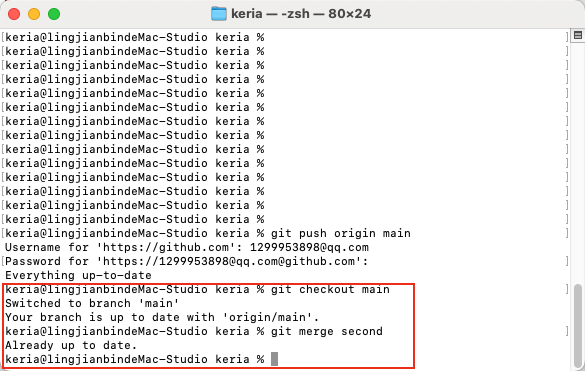 keria — -zsh — 80×24
[keria@lingjianbindeMac-Studio keria % ]
[keria@lingjianbindeMac-Studio keria % ]
[keria@lingjianbindeMac-Studio keria % ]
[keria@lingjianbindeMac-Studio keria % ]
[keria@lingjianbindeMac-Studio keria % ]
[keria@lingjianbindeMac-Studio keria % ]
[keria@lingjianbindeMac-Studio keria % ]
[keria@lingjianbindeMac-Studio keria % ]
[keria@lingjianbindeMac-Studio keria % ]
[keria@lingjianbindeMac-Studio keria % ]
[keria@lingjianbindeMac-Studio keria % ]
[keria@lingjianbindeMac-Studio keria % ]
[keria@lingjianbindeMac-Studio keria % ]
[keria@lingjianbindeMac-Studio keria % ]
[keria@lingjianbindeMac-Studio keria % git push origin main ]
Username for 'https://github.com': 1299953898@qq.com
[Password for 'https://1299953898@qq.com@github.com': ]
Everything up-to-date
[keria@lingjianbindeMac-Studio keria % git checkout main ]
Switched to branch 'main'
Your branch is up to date with 'origin/main'.
[keria@lingjianbindeMac-Studio keria % git merge second ]
Already up to date.
keria@lingjianbindeMac-Studio keria %